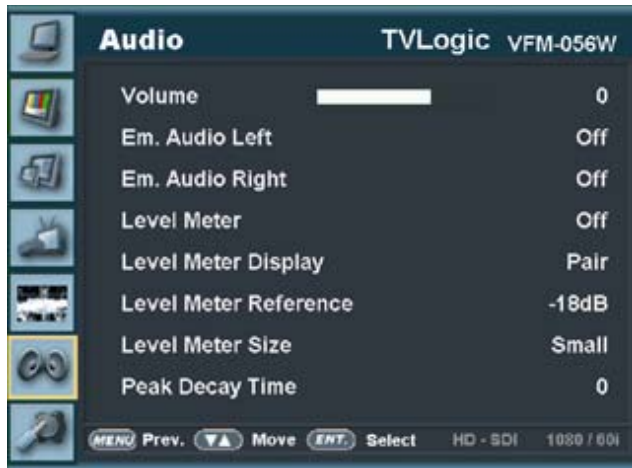 Audio TVLogic VFM-056W
Volume 0
Em. Audio Left Off
Em. Audio Right Off
Level Meter Off
Level Meter Display Pair
Level Meter Reference -18dB
Level Meter Size Small
Peak Decay Time 0
MENU Prev. ▼▲ Move ENT. Select HD - SDI 1080 / 60i